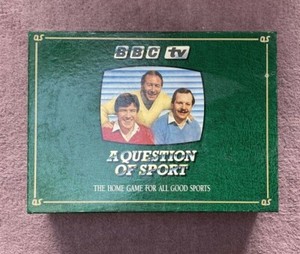 BBC tv
A QUESTION
OF SPORT
THE HOME GAME FOR ALL GOOD SPORTS